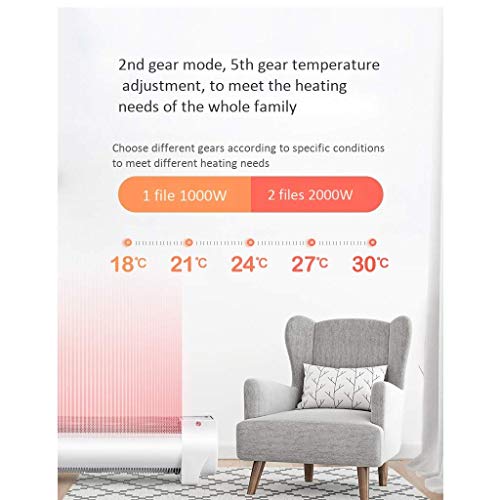 2nd gear mode, 5th gear temperature
adjustment, to meet the heating
needs of the whole family
Choose different gears according to specific conditions
to meet different heating needs
1 file 1000W 2 files 2000W
18℃ 21℃ 24℃ 27℃ 30℃